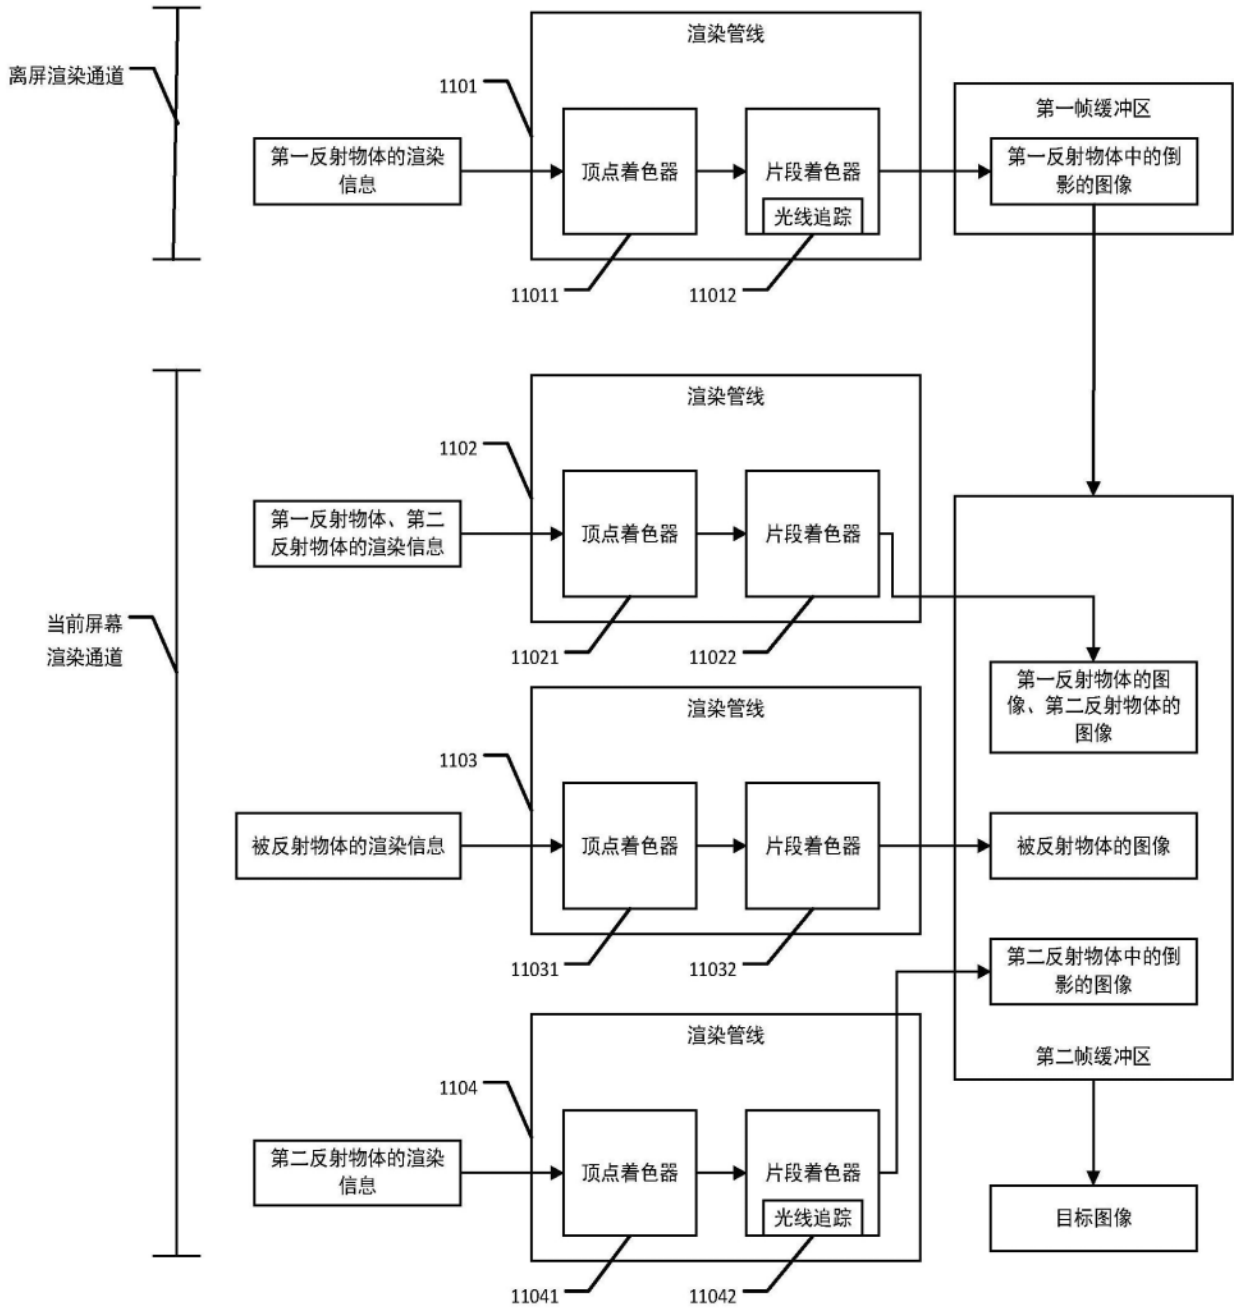 离屏渲染通道
渲染管线
1101
第一帧缓冲区
第一反射物体的渲染
信息
顶点着色器
片段着色器
光线追踪
第一反射物体中的倒
影的图像
11011
11012
渲染管线
1102
第一反射物体、第二
反射物体的渲染信息
顶点着色器
片段着色器
当前屏幕
渲染通道
11021
11022
第一反射物体的图
像、第二反射物体的
图像
渲染管线
1103
被反射物体的渲染信息
顶点着色器
片段着色器
被反射物体的图像
11031
11032
第二反射物体中的倒
影的图像
渲染管线
第二帧缓冲区
1104
第二反射物体的渲染
信息
顶点着色器
片段着色器
光线追踪
目标图像
11041
11042